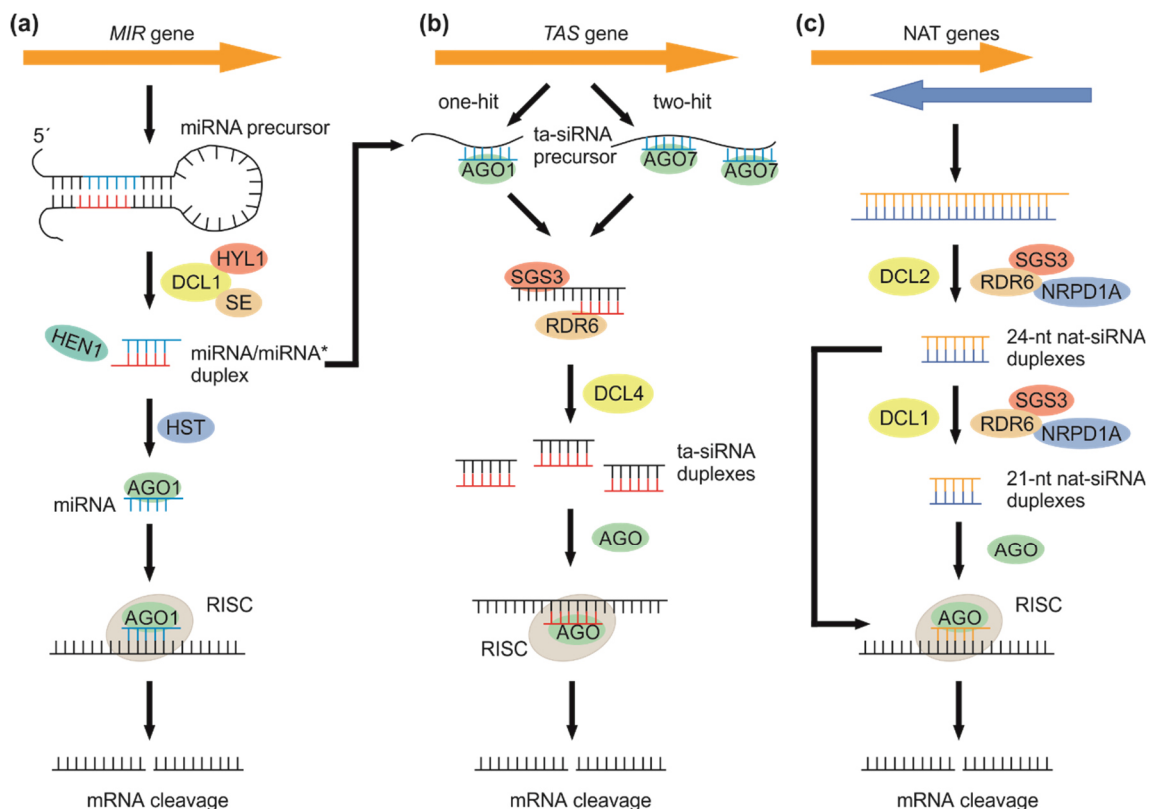 (a)
MIR gene
5´
miRNA precursor
HYL1
DCL1
SE
HEN1
miRNA/miRNA*
duplex
HST
AGO1
miRNA
RISC
AGO1
mRNA cleavage
(b)
TAS gene
one-hit
two-hit
ta-siRNA
precursor
AGO1
AGO7
AGO7
SGS3
RDR6
DCL4
ta-siRNA
duplexes
AGO
AGO
RISC
mRNA cleavage
(c)
NAT genes
DCL2
SGS3
RDR6
NRPD1A
24-nt nat-siRNA
duplexes
DCL1
SGS3
RDR6
NRPD1A
21-nt nat-siRNA
duplexes
AGO
RISC
AGO
mRNA cleavage